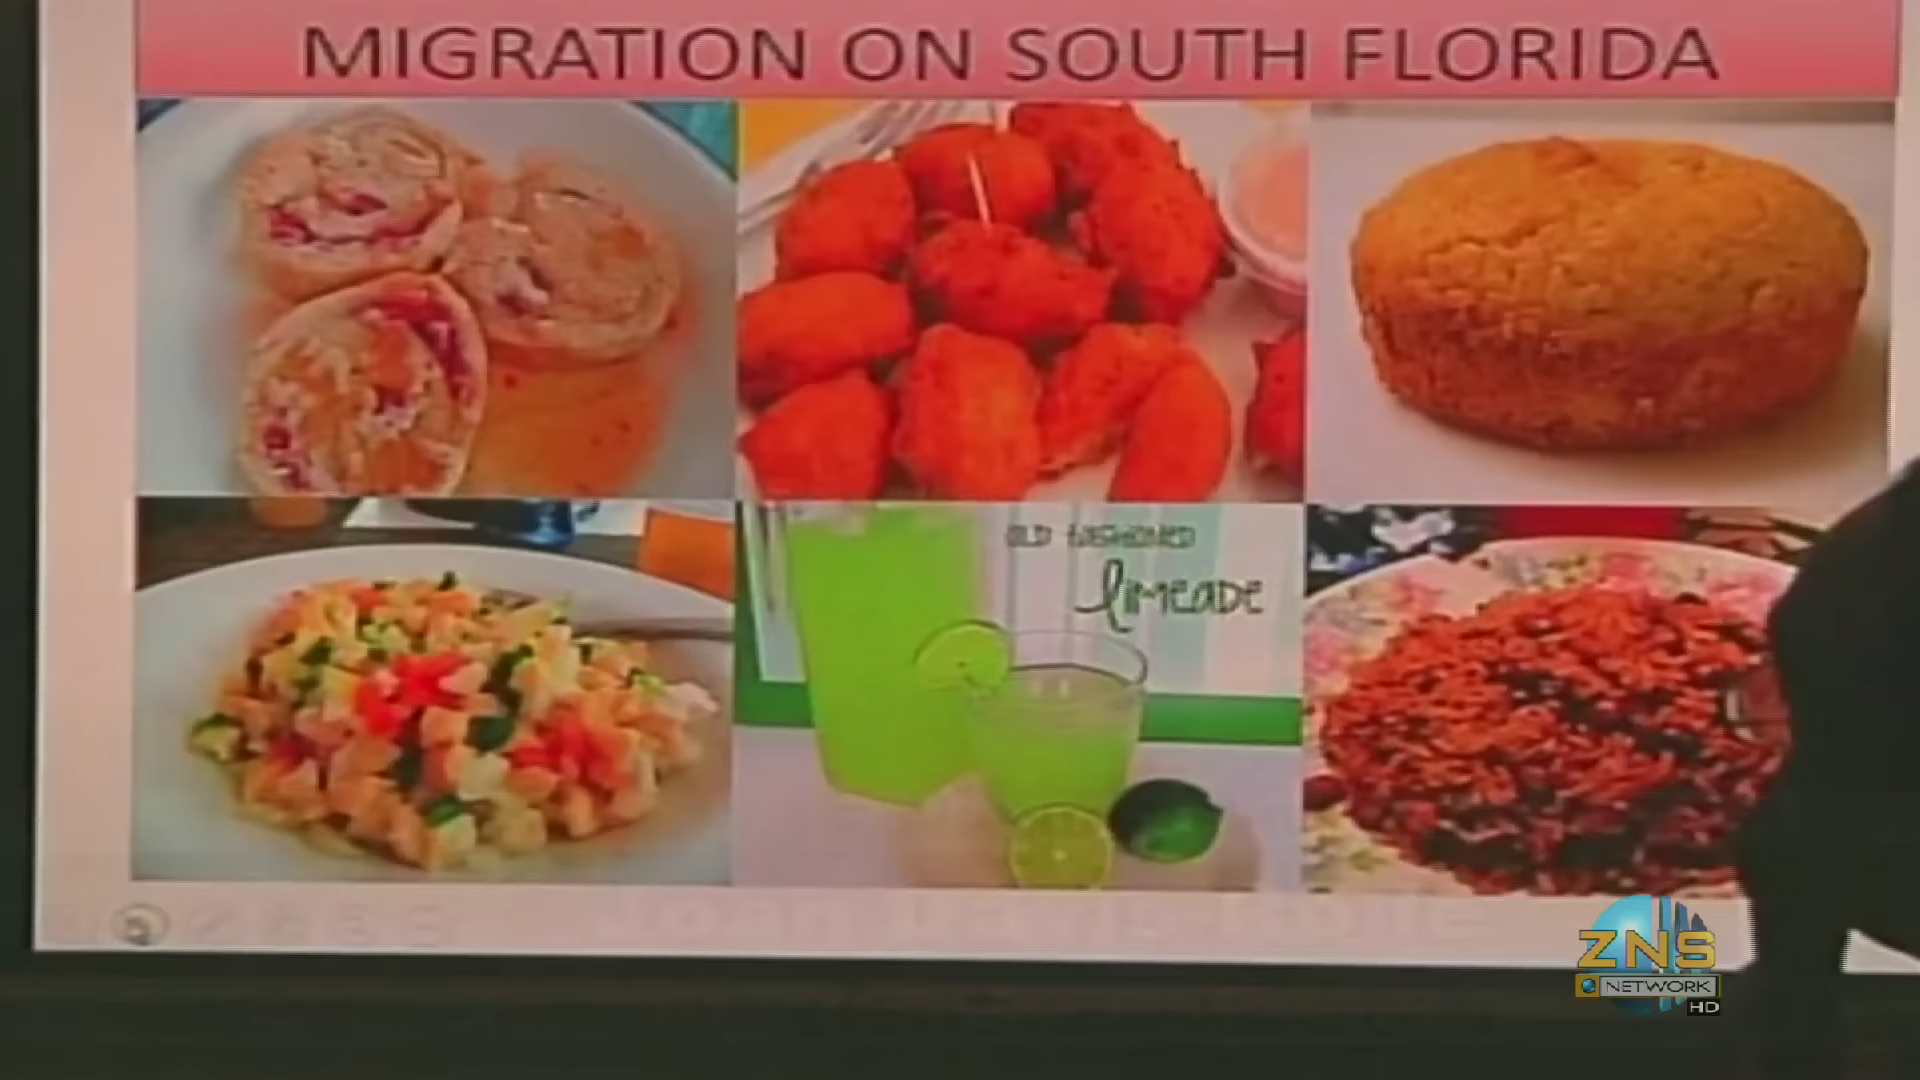 MIGRATION ON SOUTH FLORIDA
OLD FASHIONED
limeade
ZNS
NETWORK
HD